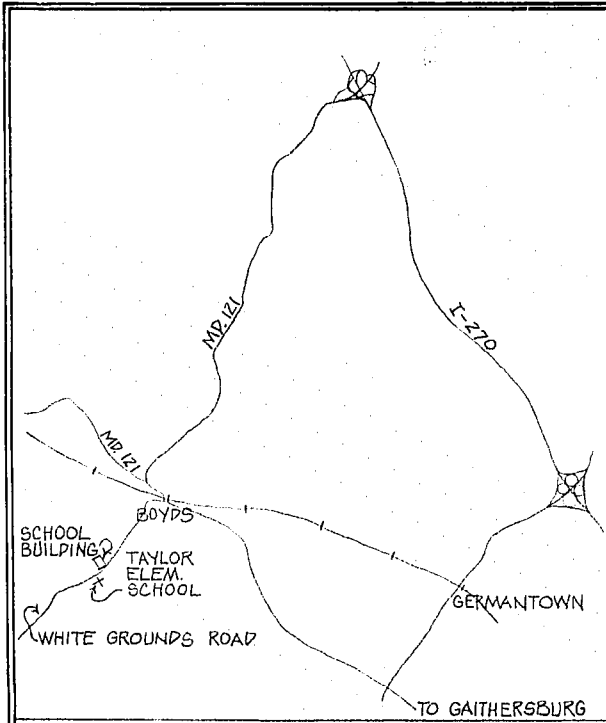 MD. 121
I-270
MD. 121
BOYDS
SCHOOL
BUILDING
TAYLOR
ELEM.
SCHOOL
GERMANTOWN
WHITE GROUNDS ROAD
TO GAITHERSBURG